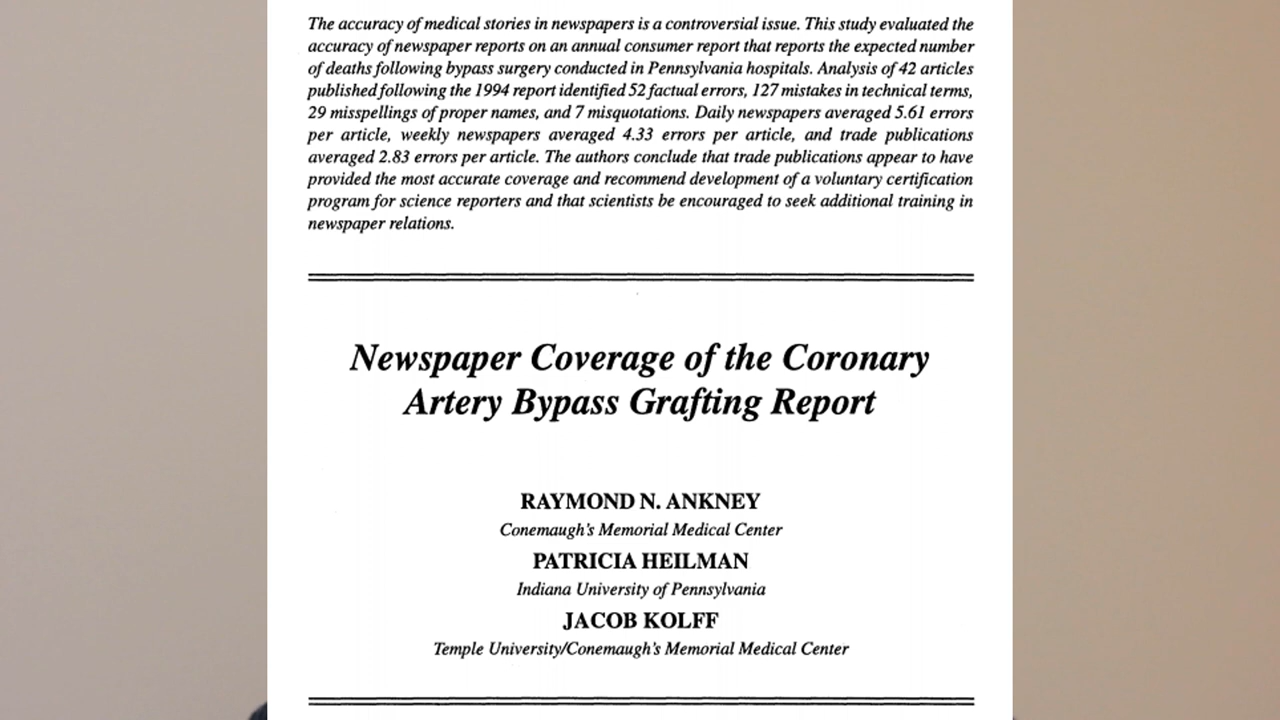 The accuracy of medical stories in newspapers is a controversial issue. This study evaluated the
accuracy of newspaper reports on an annual consumer report that reports the expected number
of deaths following bypass surgery conducted in Pennsylvania hospitals. Analysis of 42 articles
published following the 1994 report identified 52 factual errors, 127 mistakes in technical terms,
29 misspellings of proper names, and 7 misquotations. Daily newspapers averaged 5.61 errors
per article, weekly newspapers averaged 4.33 errors per article, and trade publications
averaged 2.83 errors per article. The authors conclude that trade publications appear to have
provided the most accurate coverage and recommend development of a voluntary certification
program for science reporters and that scientists be encouraged to seek additional training in
newspaper relations.
Newspaper Coverage of the Coronary
Artery Bypass Grafting Report
RAYMOND N. ANKNEY
Conemaugh's Memorial Medical Center
PATRICIA HEILMAN
Indiana University of Pennsylvania
JACOB KOLFF
Temple University/Conemaugh's Memorial Medical Center